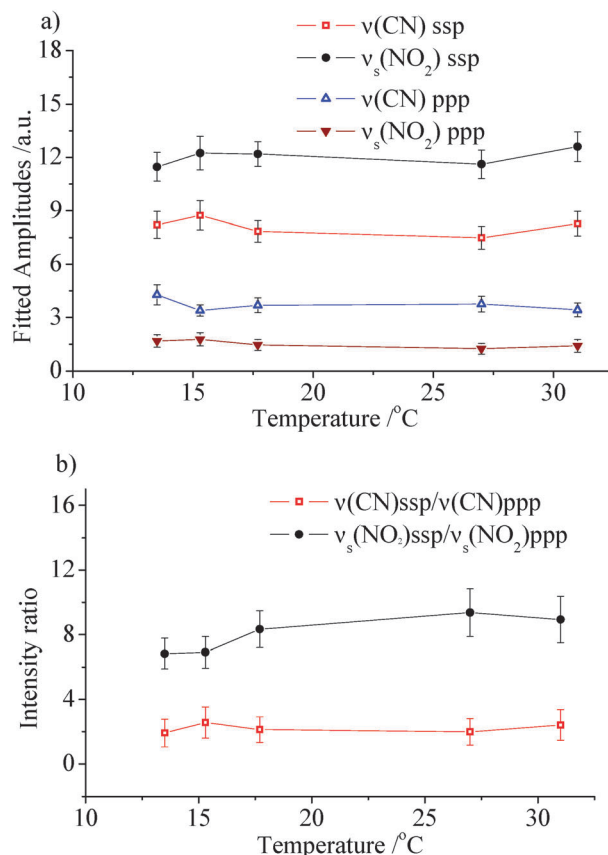 a)
ν(CN) ssp
νs(NO2) ssp
ν(CN) ppp
νs(NO2) ppp
18
15
12
9
6
3
0
Fitted Amplitudes /a.u.
10 15 20 25 30
Temperature /°C
b)
ν(CN)ssp/ν(CN)ppp
νs(NO2)ssp/νs(NO2)ppp
16
12
8
4
0
Intensity ratio
10 15 20 25 30
Temperature /°C